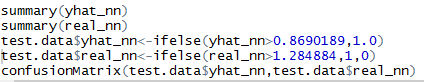 summary(yhat_nn)
summary(real_nn)
test.data$yhat_nn<-ifelse(yhat_nn>0.8690189,1.0)
test.data$real_nn<-ifelse(real_nn>1.284884,1,0)
confusionMatrix(test.data$yhat_nn,test.data$real_nn)